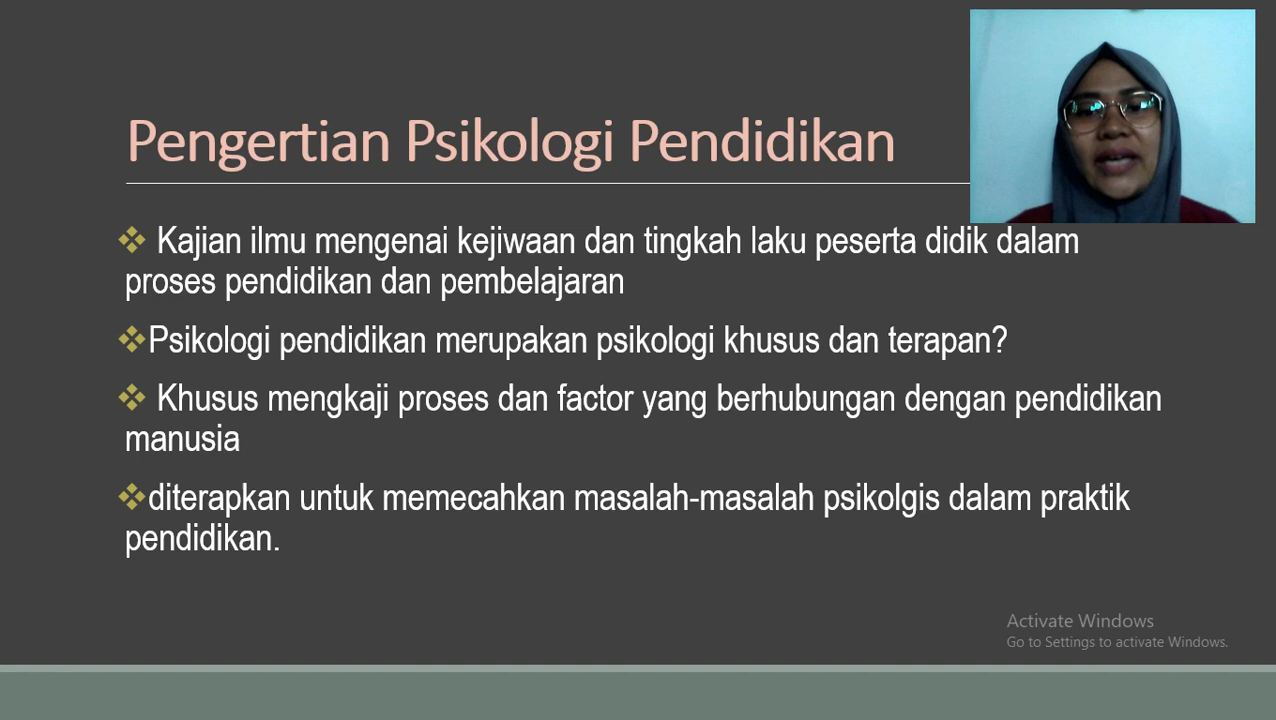 Pengertian Psikologi Pendidikan
Kajian ilmu mengenai kejiwaan dan tingkah laku peserta didik dalam
proses pendidikan dan pembelajaran
Psikologi pendidikan merupakan psikologi khusus dan terapan?
Khusus mengkaji proses dan factor yang berhubungan dengan pendidikan
manusia
diterapkan untuk memecahkan masalah-masalah psikolgis dalam praktik
pendidikan.
Activate Windows
Go to Settings to activate Windows.